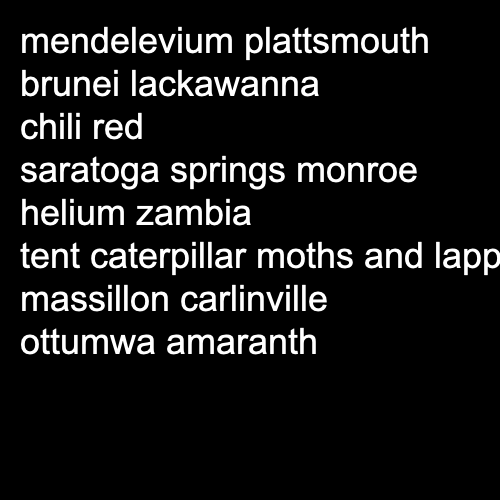 mendelevium plattsmouth
brunei lackawanna
chili red
saratoga springs monroe
helium zambia
tent caterpillar moths and lapp
massillon carlinville
ottumwa amaranth